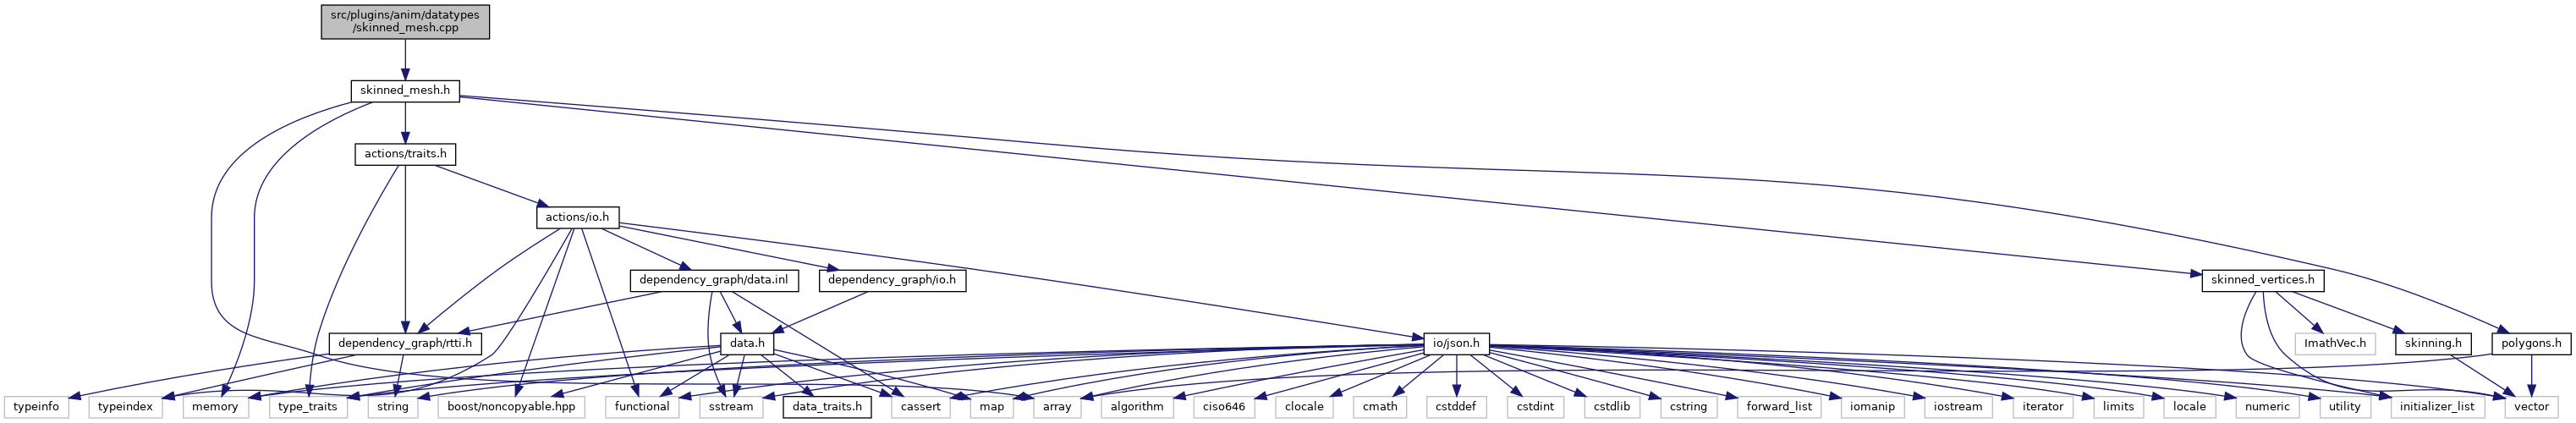 src/plugins/anim/datatypes
/skinned_mesh.cpp
skinned_mesh.h
actions/traits.h
actions/io.h
dependency_graph/data.inl
dependency_graph/io.h
skinned_vertices.h
dependency_graph/rtti.h
data.h
io/json.h
ImathVec.h
skinning.h
polygons.h
typeinfo
typeindex
memory
type_traits
string
boost/noncopyable.hpp
functional
sstream
data_traits.h
cassert
map
array
algorithm
ciso646
clocale
cmath
cstddef
cstdint
cstdlib
cstring
forward_list
iomanip
iostream
iterator
limits
locale
numeric
utility
initializer_list
vector